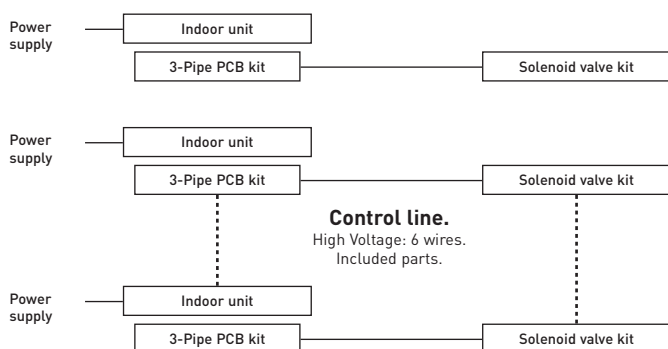 Power
supply
Indoor unit
3-Pipe PCB kit
Solenoid valve kit
Power
supply
Indoor unit
3-Pipe PCB kit
Solenoid valve kit
Control line.
High Voltage: 6 wires.
Included parts.
Power
supply
Indoor unit
3-Pipe PCB kit
Solenoid valve kit